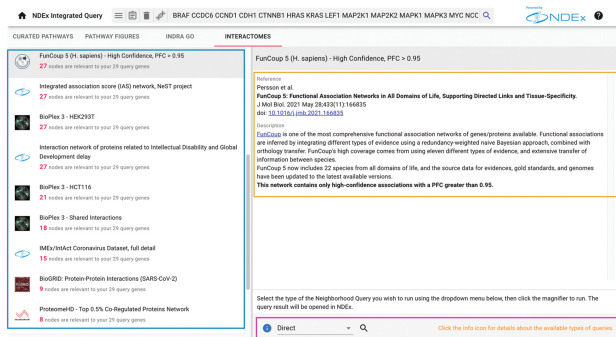 NDEx Integrated Query
BRAF CCDC6 CCND1 CDH1 CTNNB1 HRAS KRAS LEF1 MAP2K1 MAP2K2 MAPK1 MAPK3 MYC NCC
Powered by
NDEx
CURATED PATHWAYS PATHWAY FIGURES INDRA GO INTERACTOMES
FunCoup 5 (H. sapiens) - High Confidence, PFC > 0.95
27 nodes are relevant to your 29 query genes
Integrated association score (IAS) network, NeST project
27 nodes are relevant to your 29 query genes
BioPlex 3 - HEK293T
27 nodes are relevant to your 29 query genes
Interaction network of proteins related to Intellectual Disability and Global
Development delay
27 nodes are relevant to your 29 query genes
BioPlex 3 - HCT116
21 nodes are relevant to your 29 query genes
BioPlex 3 - Shared Interactions
18 nodes are relevant to your 29 query genes
IMEx/IntAct Coronavirus Dataset, full detail
15 nodes are relevant to your 29 query genes
BioGRID: Protein-Protein Interactions (SARS-CoV-2)
9 nodes are relevant to your 29 query genes
ProteomeHD - Top 0.5% Co-Regulated Proteins Network
8 nodes are relevant to your 29 query genes
FunCoup 5 (H. sapiens) - High Confidence, PFC > 0.95
Reference
Persson et al.
FunCoup 5: Functional Association Networks in All Domains of Life, Supporting Directed Links and Tissue-Specificity.
J Mol Biol. 2021 May 28;433(11):166835
doi: 10.1016/j.jmb.2021.166835
Description
FunCoup is one of the most comprehensive functional association networks of genes/proteins available. Functional associations
are inferred by integrating different types of evidence using a redundancy-weighted naive Bayesian approach, combined with
orthology transfer. FunCoup's high coverage comes from using eleven different types of evidence, and extensive transfer of
information between species.
FunCoup 5 now includes 22 species from all domains of life, and the source data for evidences, gold standards, and genomes
have been updated to the latest available versions.
This network contains only high-confidence associations with a PFC greater than 0.95.
Select the type of the Neighborhood Query you wish to run using the dropdown menu below, then click the magnifier to run. The
query result will be opened in NDEx.
Direct
Click the info icon for details about the available types of queries